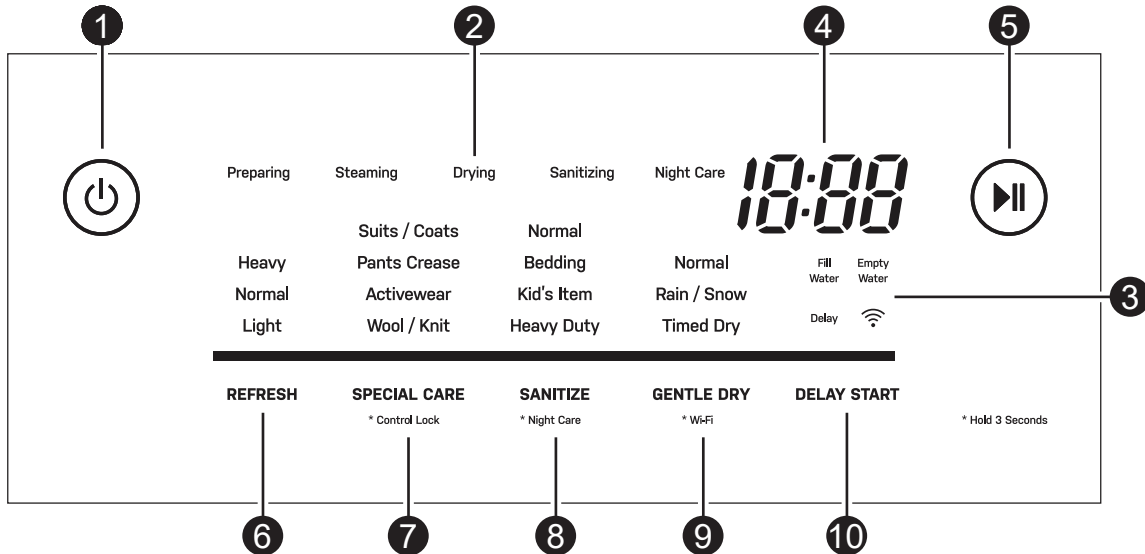 1 2 4 5
Preparing Steaming Drying Sanitizing Night Care 18:88
Suits / Coats Normal
Heavy Pants Crease Bedding Normal Fill Water Empty Water
Normal Activewear Kid's Item Rain / Snow
3
Light Wool / Knit Heavy Duty Timed Dry Delay
REFRESH SPECIAL CARE SANITIZE GENTLE DRY DELAY START
* Control Lock * Night Care * Wi-Fi * Hold 3 Seconds
6 7 8 9 10